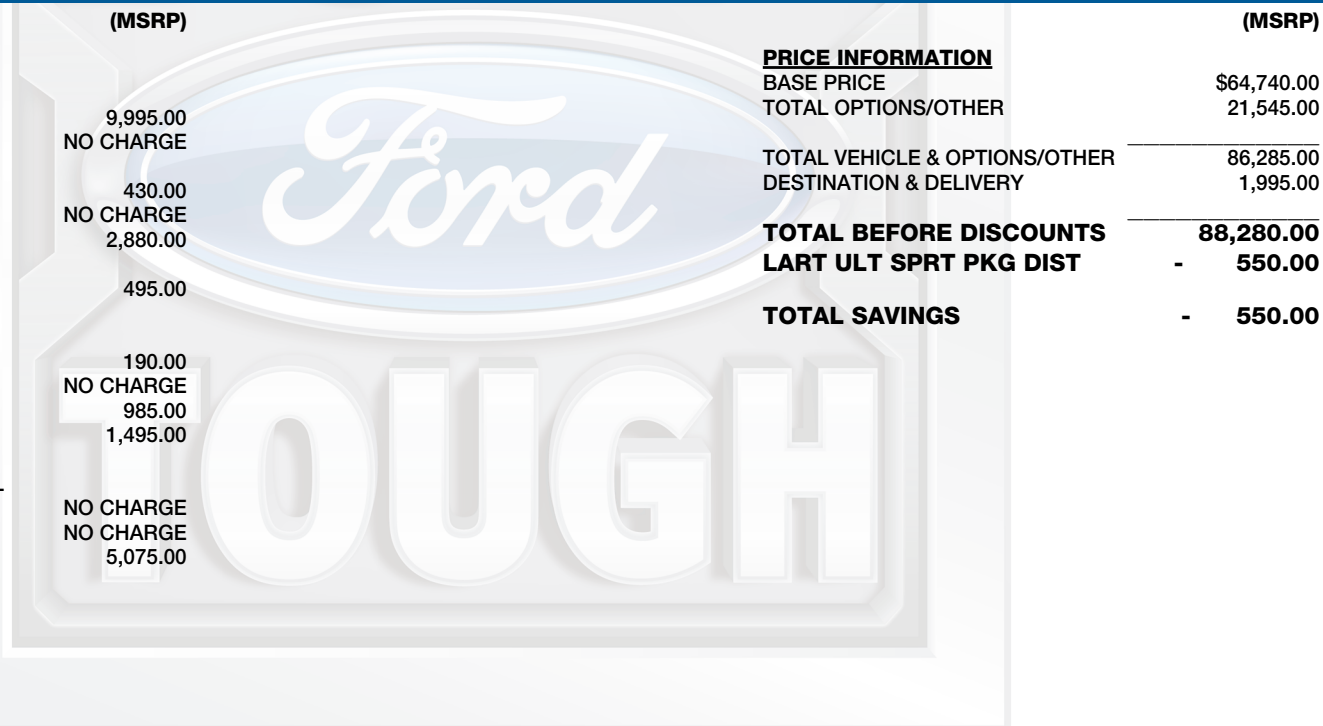 (MSRP)
9,995.00
NO CHARGE
430.00
NO CHARGE
2,880.00
495.00
190.00
NO CHARGE
985.00
1,495.00
NO CHARGE
NO CHARGE
5,075.00
Ford
TOUGH
(MSRP)
PRICE INFORMATION
BASE PRICE $64,740.00
TOTAL OPTIONS/OTHER 21,545.00
TOTAL VEHICLE & OPTIONS/OTHER 86,285.00
DESTINATION & DELIVERY 1,995.00
TOTAL BEFORE DISCOUNTS 88,280.00
LART ULT SPRT PKG DIST - 550.00
TOTAL SAVINGS - 550.00